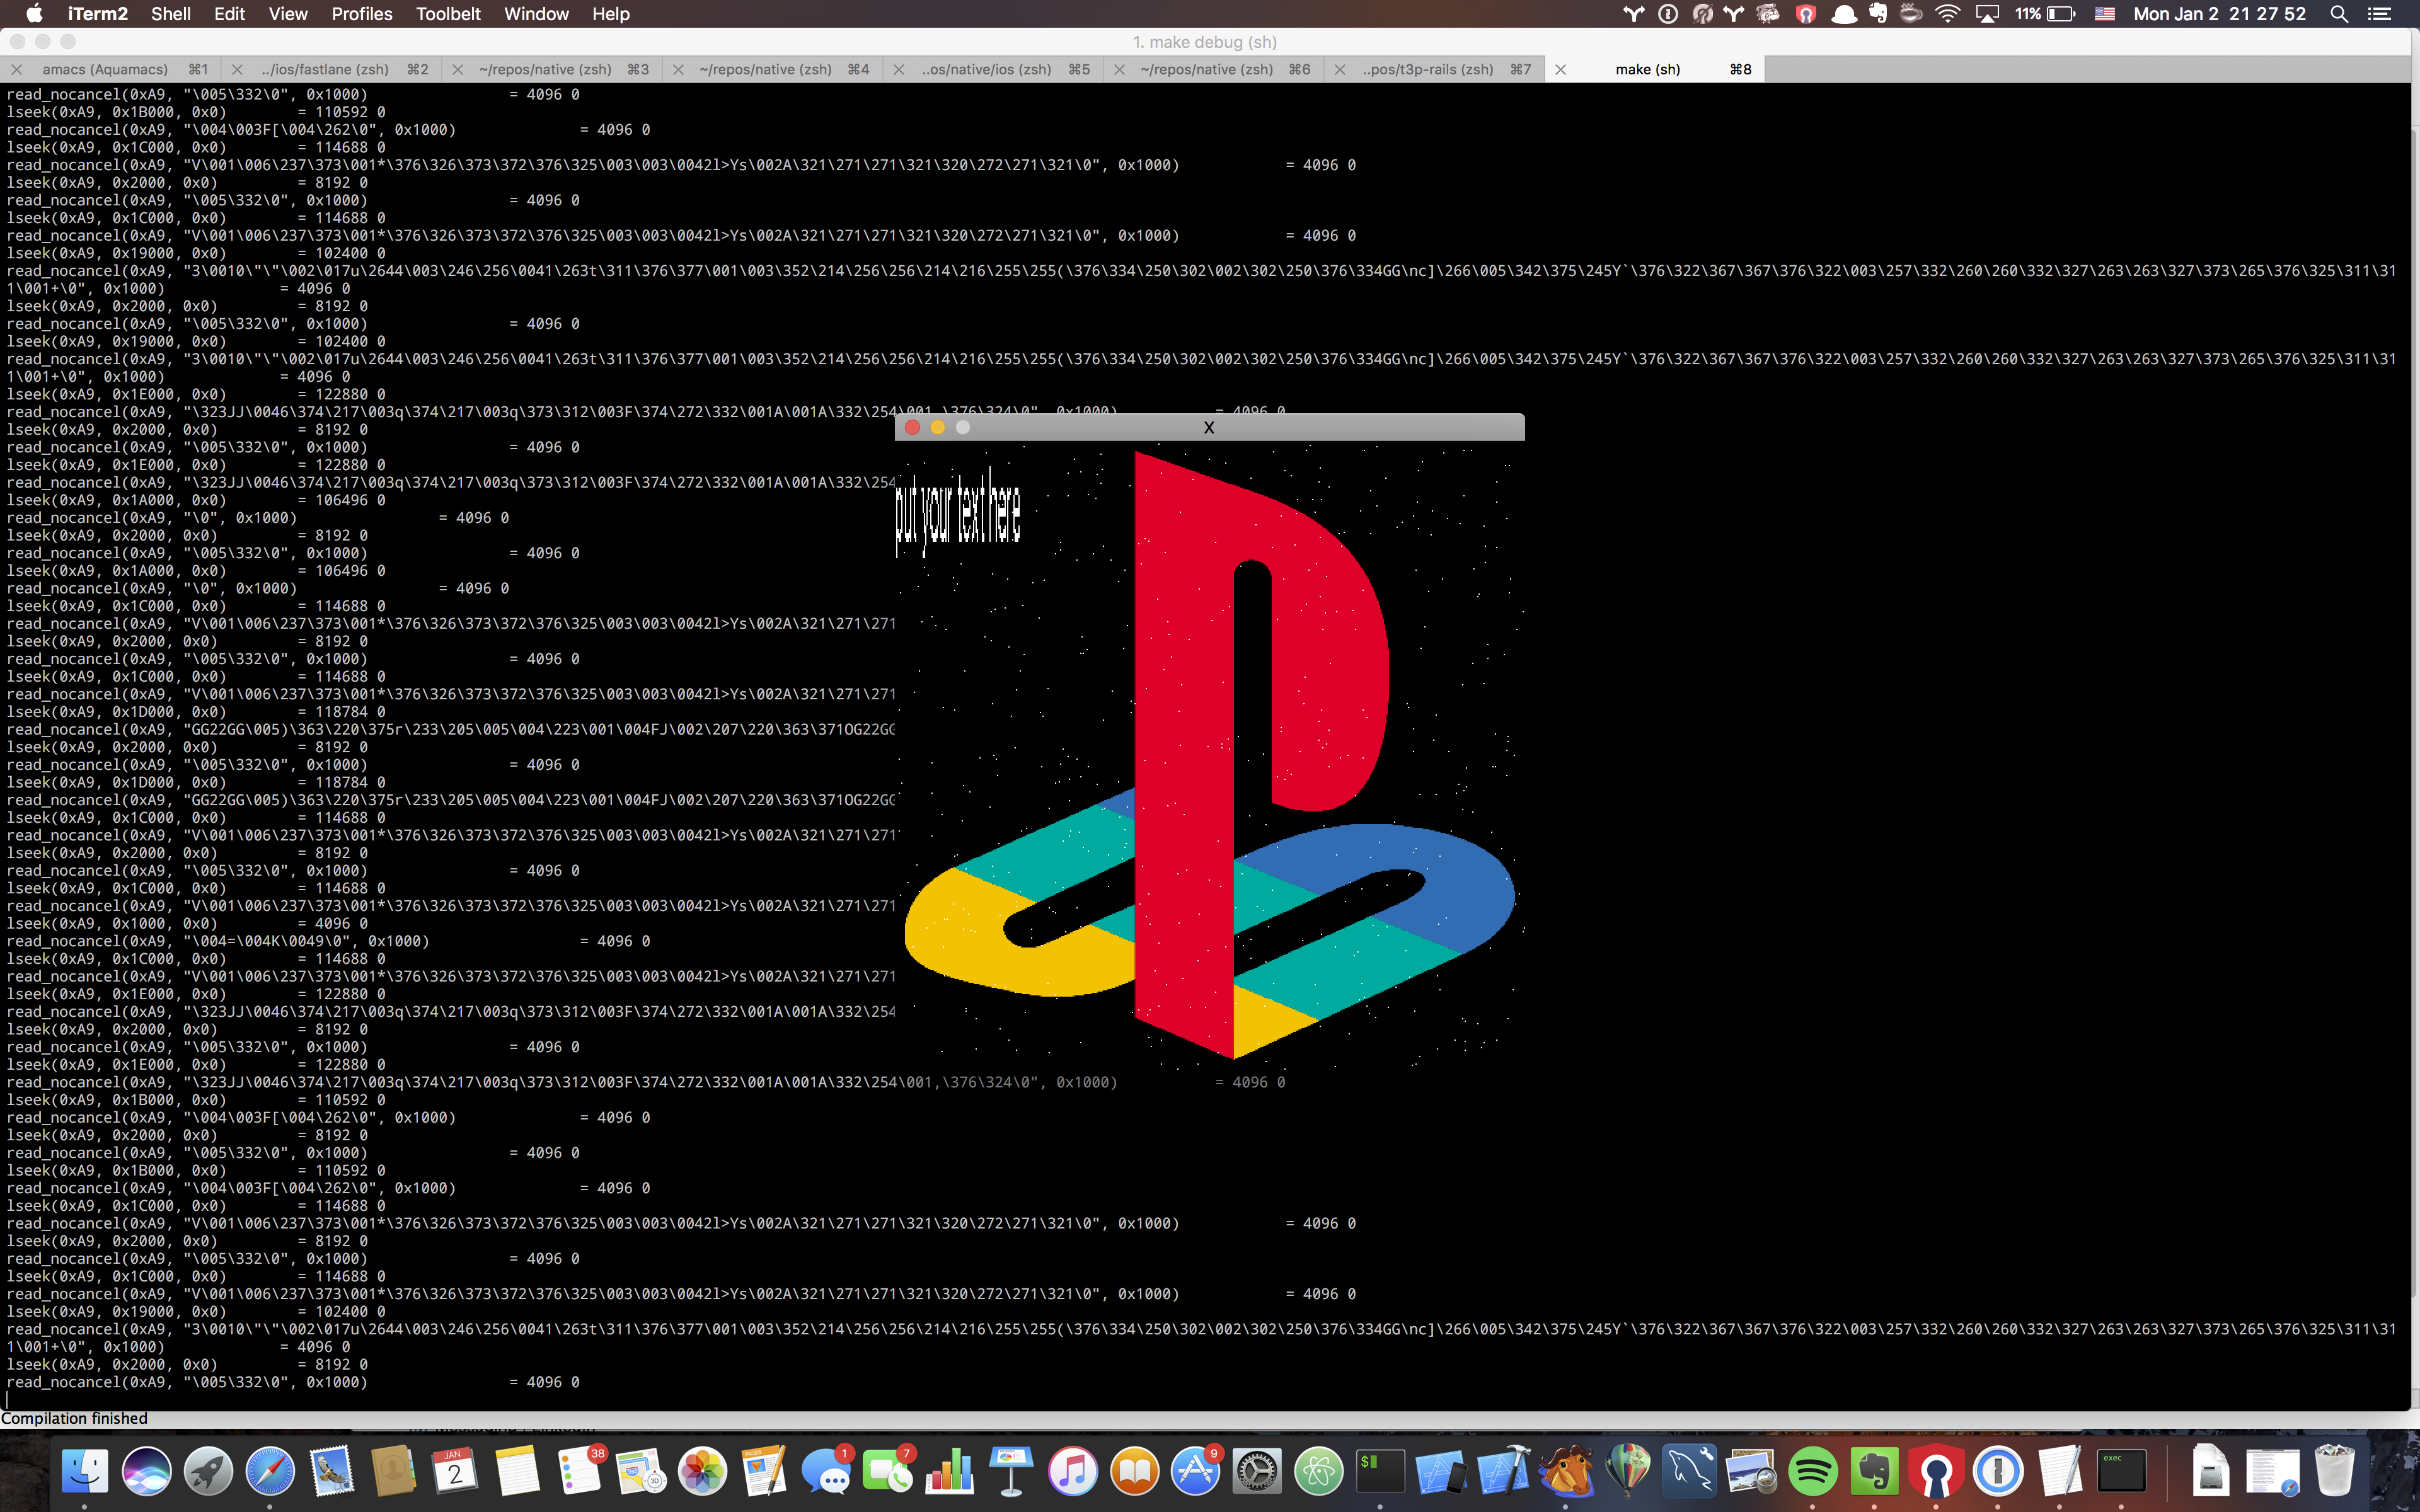 iTerm2 Shell Edit View Profiles Toolbelt Window Help 11% Mon Jan 2 21 27 52
1. make debug (sh)
amacs (Aquamacs) ⌘1 ../ios/fastlane (zsh) ⌘2 ~/repos/native (zsh) ⌘3 ~/repos/native (zsh) ⌘4 ..os/native/ios (zsh) ⌘5 ~/repos/native (zsh) ⌘6 ..pos/t3p-rails (zsh) ⌘7 make (sh) ⌘8
read_nocancel(0xA9, "\005\332\0", 0x1000) = 4096 0
lseek(0xA9, 0x1B000, 0x0) = 110592 0
read_nocancel(0xA9, "\004\003F[\004\262\0", 0x1000) = 4096 0
lseek(0xA9, 0x1C000, 0x0) = 114688 0
read_nocancel(0xA9, "V\001\006\237\373\001*\376\326\373\372\376\325\003\003\0042l>Ys\002A\321\271\271\321\320\272\271\321\0", 0x1000) = 4096 0
lseek(0xA9, 0x2000, 0x0) = 8192 0
read_nocancel(0xA9, "\005\332\0", 0x1000) = 4096 0
lseek(0xA9, 0x1C000, 0x0) = 114688 0
read_nocancel(0xA9, "V\001\006\237\373\001*\376\326\373\372\376\325\003\003\0042l>Ys\002A\321\271\271\321\320\272\271\321\0", 0x1000) = 4096 0
lseek(0xA9, 0x19000, 0x0) = 102400 0
read_nocancel(0xA9, "3\0010\"\"\002\017u\2644\003\246\256\0041\263t\311\376\377\001\003\352\214\256\256\214\216\255\255(\376\334\250\302\002\302\250\376\334GG\nc]\266\005\342\375\245Y`\376\322\367\367\376\322\003\257\332\260\260\332\327\263\263\327\373\265\376\325\311\31
1\001+\0", 0x1000) = 4096 0
lseek(0xA9, 0x2000, 0x0) = 8192 0
read_nocancel(0xA9, "\005\332\0", 0x1000) = 4096 0
lseek(0xA9, 0x19000, 0x0) = 102400 0
read_nocancel(0xA9, "3\0010\"\"\002\017u\2644\003\246\256\0041\263t\311\376\377\001\003\352\214\256\256\214\216\255\255(\376\334\250\302\002\302\250\376\334GG\nc]\266\005\342\375\245Y`\376\322\367\367\376\322\003\257\332\260\260\332\327\263\263\327\373\265\376\325\311\31
1\001+\0", 0x1000) = 4096 0
lseek(0xA9, 0x1E000, 0x0) = 122880 0
read_nocancel(0xA9, "\323JJ\0046\374\217\003q\374\217\003q\373\312\003F\374\272\332\001A\001A\332\254\001,\376\324\0", 0x1000) = 4096 0
lseek(0xA9, 0x2000, 0x0) = 8192 0
read_nocancel(0xA9, "\005\332\0", 0x1000) = 4096 0
lseek(0xA9, 0x1E000, 0x0) = 122880 0
read_nocancel(0xA9, "\323JJ\0046\374\217\003q\374\217\003q\373\312\003F\374\272\332\001A\001A\332\254
lseek(0xA9, 0x1A000, 0x0) = 106496 0
read_nocancel(0xA9, "\0", 0x1000) = 4096 0
lseek(0xA9, 0x2000, 0x0) = 8192 0
read_nocancel(0xA9, "\005\332\0", 0x1000) = 4096 0
lseek(0xA9, 0x1A000, 0x0) = 106496 0
read_nocancel(0xA9, "\0", 0x1000) = 4096 0
lseek(0xA9, 0x1C000, 0x0) = 114688 0
read_nocancel(0xA9, "V\001\006\237\373\001*\376\326\373\372\376\325\003\003\0042l>Ys\002A\321\271\271
lseek(0xA9, 0x2000, 0x0) = 8192 0
read_nocancel(0xA9, "\005\332\0", 0x1000) = 4096 0
lseek(0xA9, 0x1C000, 0x0) = 114688 0
read_nocancel(0xA9, "V\001\006\237\373\001*\376\326\373\372\376\325\003\003\0042l>Ys\002A\321\271\271
lseek(0xA9, 0x1D000, 0x0) = 118784 0
read_nocancel(0xA9, "GG22GG\005)\363\220\375r\233\205\005\004\223\001\004FJ\002\207\220\363\371OG22GG
lseek(0xA9, 0x2000, 0x0) = 8192 0
read_nocancel(0xA9, "\005\332\0", 0x1000) = 4096 0
lseek(0xA9, 0x1D000, 0x0) = 118784 0
read_nocancel(0xA9, "GG22GG\005)\363\220\375r\233\205\005\004\223\001\004FJ\002\207\220\363\371OG22GG
lseek(0xA9, 0x1C000, 0x0) = 114688 0
read_nocancel(0xA9, "V\001\006\237\373\001*\376\326\373\372\376\325\003\003\0042l>Ys\002A\321\271\271
lseek(0xA9, 0x2000, 0x0) = 8192 0
read_nocancel(0xA9, "\005\332\0", 0x1000) = 4096 0
lseek(0xA9, 0x1C000, 0x0) = 114688 0
read_nocancel(0xA9, "V\001\006\237\373\001*\376\326\373\372\376\325\003\003\0042l>Ys\002A\321\271\271
lseek(0xA9, 0x1000, 0x0) = 4096 0
read_nocancel(0xA9, "\004=\004K\0049\0", 0x1000) = 4096 0
lseek(0xA9, 0x1C000, 0x0) = 114688 0
read_nocancel(0xA9, "V\001\006\237\373\001*\376\326\373\372\376\325\003\003\0042l>Ys\002A\321\271\271
lseek(0xA9, 0x1E000, 0x0) = 122880 0
read_nocancel(0xA9, "\323JJ\0046\374\217\003q\374\217\003q\373\312\003F\374\272\332\001A\001A\332\254
lseek(0xA9, 0x2000, 0x0) = 8192 0
read_nocancel(0xA9, "\005\332\0", 0x1000) = 4096 0
lseek(0xA9, 0x1E000, 0x0) = 122880 0
read_nocancel(0xA9, "\323JJ\0046\374\217\003q\374\217\003q\373\312\003F\374\272\332\001A\001A\332\254\001,\376\324\0", 0x1000) = 4096 0
lseek(0xA9, 0x1B000, 0x0) = 110592 0
read_nocancel(0xA9, "\004\003F[\004\262\0", 0x1000) = 4096 0
lseek(0xA9, 0x2000, 0x0) = 8192 0
read_nocancel(0xA9, "\005\332\0", 0x1000) = 4096 0
lseek(0xA9, 0x1B000, 0x0) = 110592 0
read_nocancel(0xA9, "\004\003F[\004\262\0", 0x1000) = 4096 0
lseek(0xA9, 0x1C000, 0x0) = 114688 0
read_nocancel(0xA9, "V\001\006\237\373\001*\376\326\373\372\376\325\003\003\0042l>Ys\002A\321\271\271\321\320\272\271\321\0", 0x1000) = 4096 0
lseek(0xA9, 0x2000, 0x0) = 8192 0
read_nocancel(0xA9, "\005\332\0", 0x1000) = 4096 0
lseek(0xA9, 0x1C000, 0x0) = 114688 0
read_nocancel(0xA9, "V\001\006\237\373\001*\376\326\373\372\376\325\003\003\0042l>Ys\002A\321\271\271\321\320\272\271\321\0", 0x1000) = 4096 0
lseek(0xA9, 0x19000, 0x0) = 102400 0
read_nocancel(0xA9, "3\0010\"\"\002\017u\2644\003\246\256\0041\263t\311\376\377\001\003\352\214\256\256\214\216\255\255(\376\334\250\302\002\302\250\376\334GG\nc]\266\005\342\375\245Y`\376\322\367\367\376\322\003\257\332\260\260\332\327\263\263\327\373\265\376\325\311\31
1\001+\0", 0x1000) = 4096 0
lseek(0xA9, 0x2000, 0x0) = 8192 0
read_nocancel(0xA9, "\005\332\0", 0x1000) = 4096 0
X
put your text here
Compilation finished
JAN
2
38
1
7
9
PAGES
$
exec